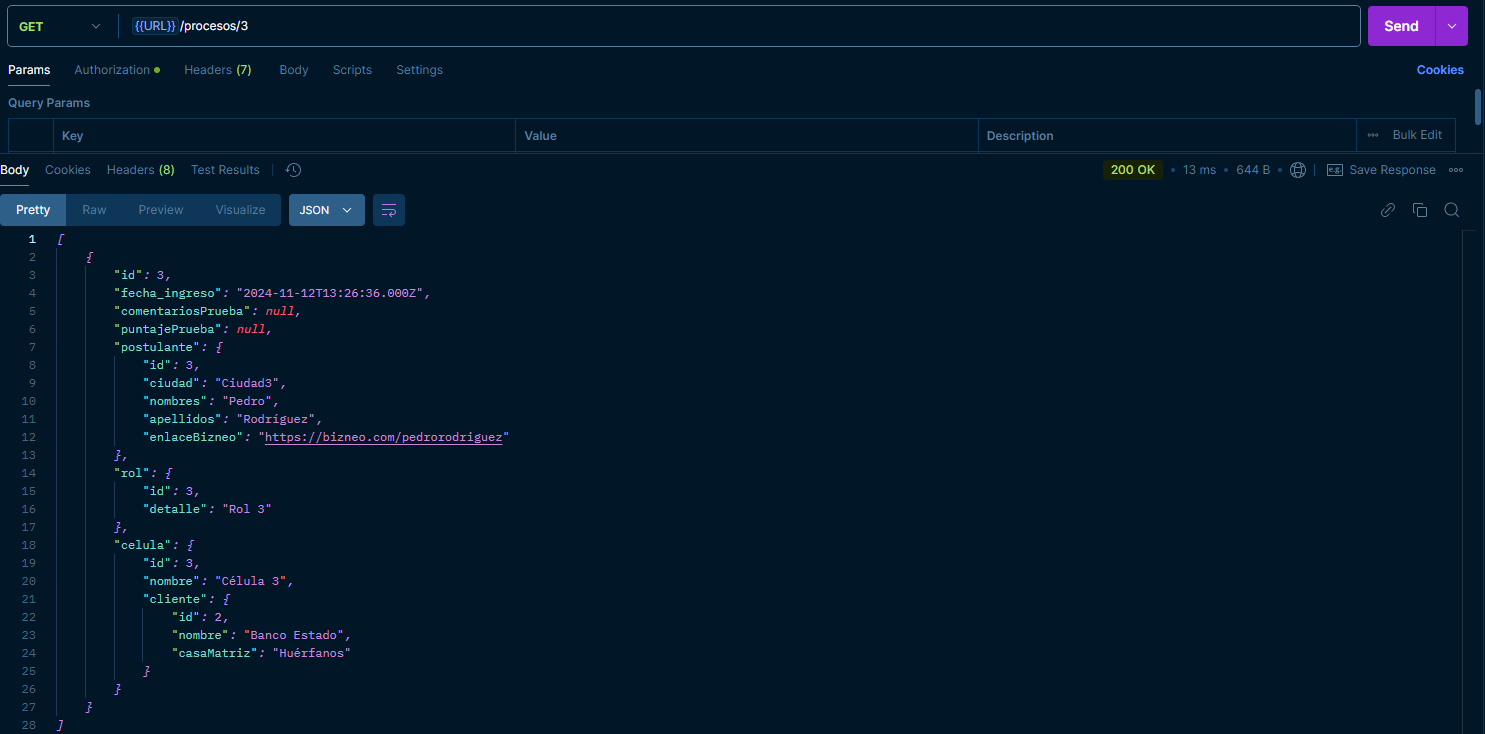 GET {{URL}} /procesos/3 Send
Params Authorization Headers (7) Body Scripts Settings Cookies
Query Params
Key Value Description Bulk Edit
Body Cookies Headers (8) Test Results 200 OK • 13 ms • 644 B • e.g. Save Response
Pretty Raw Preview Visualize JSON
1 [
2 {
3 "id": 3,
4 "fecha_ingreso": "2024-11-12T13:26:36.000Z",
5 "comentariosPrueba": null,
6 "puntajePrueba": null,
7 "postulante": {
8 "id": 3,
9 "ciudad": "Ciudad3",
10 "nombres": "Pedro",
11 "apellidos": "Rodríguez",
12 "enlaceBizneo": "https://bizneo.com/pedrorodriguez"
13 },
14 "rol": {
15 "id": 3,
16 "detalle": "Rol 3"
17 },
18 "celula": {
19 "id": 3,
20 "nombre": "Célula 3",
21 "cliente": {
22 "id": 2,
23 "nombre": "Banco Estado",
24 "casaMatriz": "Huérfanos"
25 }
26 }
27 }
28 ]